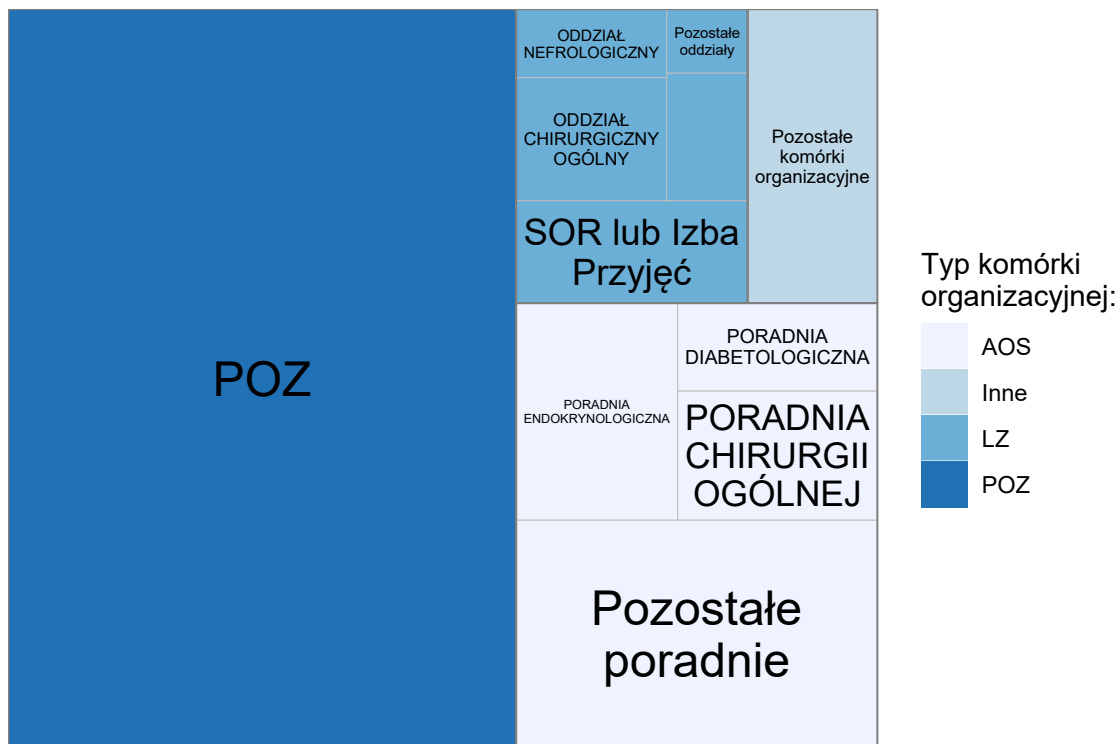 POZ
ODDZIAŁ
NEFROLOGICZNY
Pozostałe
oddziały
ODDZIAŁ
CHIRURGICZNY
OGÓLNY
SOR lub Izba
Przyjęć
Pozostałe
komórki
organizacyjne
PORADNIA
ENDOKRYNOLOGICZNA
PORADNIA
DIABETOLOGICZNA
PORADNIA
CHIRURGII
OGÓLNEJ
Pozostałe
poradnie
Typ komórki
organizacyjnej:
AOS
Inne
LZ
POZ